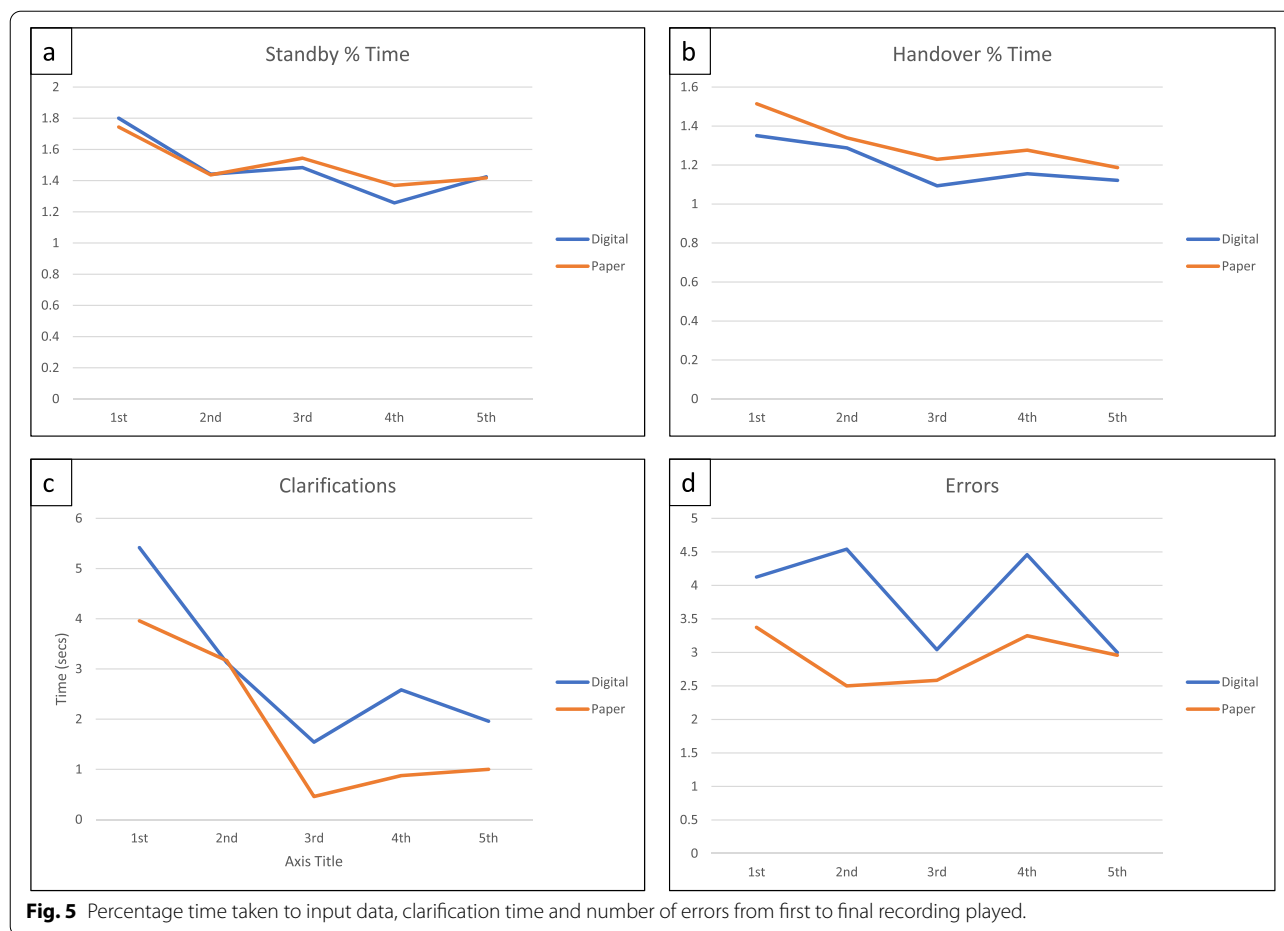 a
Standby % Time
2
1.8
1.6
1.4
1.2
1
0.8
0.6
0.4
0.2
0
1st 2nd 3rd 4th 5th
Digital
Paper
b
Handover % Time
1.6
1.4
1.2
1
0.8
0.6
0.4
0.2
0
1st 2nd 3rd 4th 5th
Digital
Paper
c
Clarifications
Time (secs)
6
5
4
3
2
1
0
1st 2nd 3rd 4th 5th
Axis Title
Digital
Paper
d
Errors
5
4.5
4
3.5
3
2.5
2
1.5
1
0.5
0
1st 2nd 3rd 4th 5th
Digital
Paper
Fig. 5 Percentage time taken to input data, clarification time and number of errors from first to final recording played.